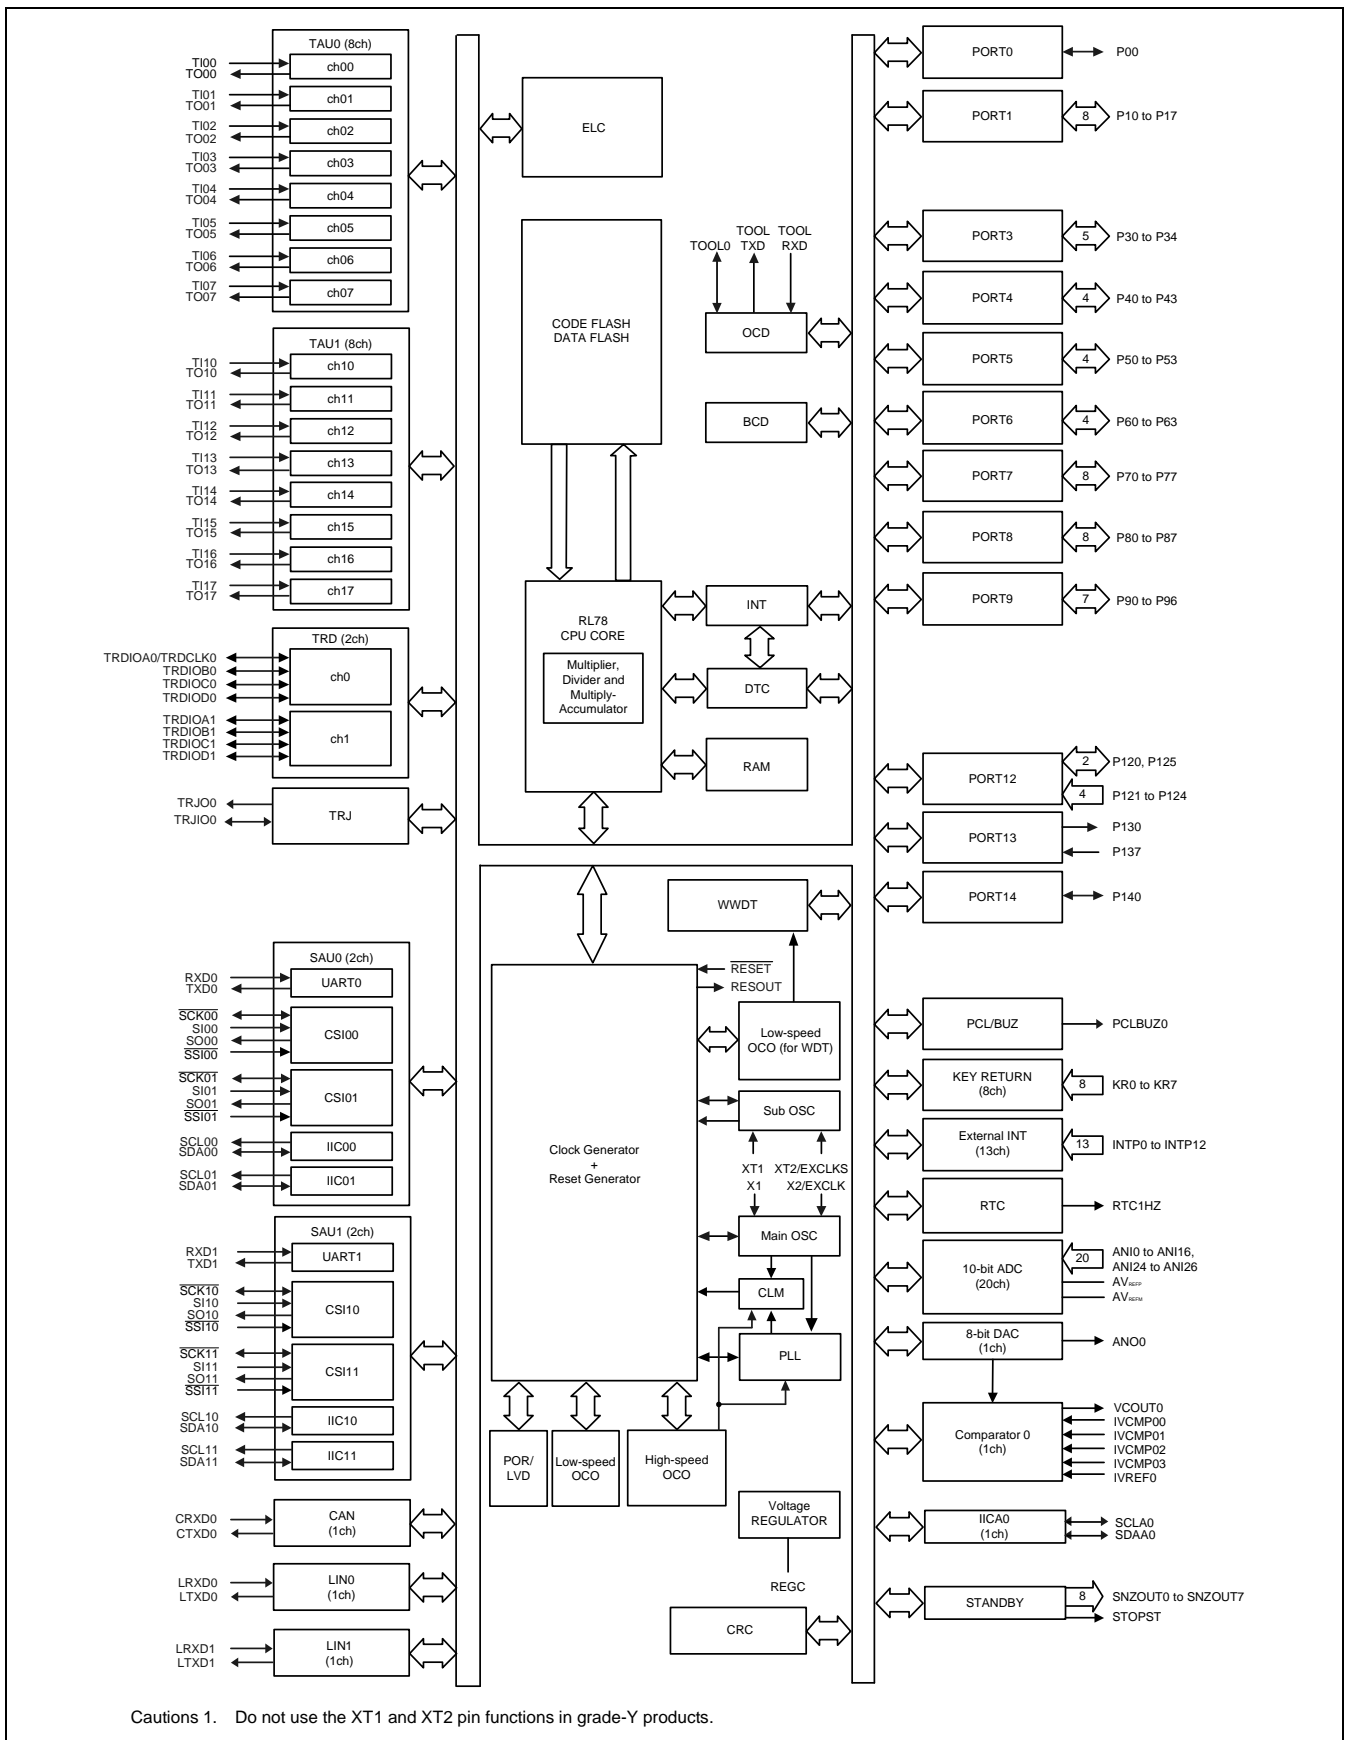 TAU0 (8ch)
TI00
TO00
ch00
TI01
TO01
ch01
TI02
TO02
ch02
TI03
TO03
ch03
TI04
TO04
ch04
TI05
TO05
ch05
TI06
TO06
ch06
TI07
TO07
ch07
TAU1 (8ch)
TI10
TO10
ch10
TI11
TO11
ch11
TI12
TO12
ch12
TI13
TO13
ch13
TI14
TO14
ch14
TI15
TO15
ch15
TI16
TO16
ch16
TI17
TO17
ch17
TRD (2ch)
TRDIOA0/TRDCLK0
TRDIOB0
TRDIOC0
TRDIOD0
ch0
TRDIOA1
TRDIOB1
TRDIOC1
TRDIOD1
ch1
TRJO0
TRJIO0
TRJ
SAU0 (2ch)
RXD0
TXD0
UART0
SCK00
SI00
SO00
SSI00
CSI00
SCK01
SI01
SO01
SSI01
CSI01
SCL00
SDA00
IIC00
SCL01
SDA01
IIC01
SAU1 (2ch)
RXD1
TXD1
UART1
SCK10
SI10
SO10
SSI10
CSI10
SCK11
SI11
SO11
SSI11
CSI11
SCL10
SDA10
IIC10
SCL11
SDA11
IIC11
CRXD0
CTXD0
CAN
(1ch)
LRXD0
LTXD0
LIN0
(1ch)
LRXD1
LTXD1
LIN1
(1ch)
ELC
CODE FLASH
DATA FLASH
TOOL0
TOOL
TXD
TOOL
RXD
OCD
BCD
RL78
CPU CORE
Multiplier,
Divider and
Multiply-
Accumulator
INT
DTC
RAM
WWDT
RESET
RESOUT
Clock Generator
+
Reset Generator
Low-speed
OCO (for WDT)
Sub OSC
XT1 XT2/EXCLKS
X1 X2/EXCLK
Main OSC
CLM
PLL
POR/
LVD
Low-speed
OCO
High-speed
OCO
Voltage
REGULATOR
REGC
CRC
PORT0
P00
PORT1
8
P10 to P17
PORT3
5
P30 to P34
PORT4
4
P40 to P43
PORT5
4
P50 to P53
PORT6
4
P60 to P63
PORT7
8
P70 to P77
PORT8
8
P80 to P87
PORT9
7
P90 to P96
PORT12
2
P120, P125
4
P121 to P124
PORT13
P130
P137
PORT14
P140
PCL/BUZ
PCLBUZ0
KEY RETURN
(8ch)
8
KR0 to KR7
External INT
(13ch)
13
INTP0 to INTP12
RTC
RTC1HZ
10-bit ADC
(20ch)
20
ANI0 to ANI16,
ANI24 to ANI26
AVREFP
AVREFM
8-bit DAC
(1ch)
ANO0
Comparator 0
(1ch)
VCOUT0
IVCMP00
IVCMP01
IVCMP02
IVCMP03
IVREF0
IICA0
(1ch)
SCLA0
SDAA0
STANDBY
8
SNZOUT0 to SNZOUT7
STOPST
Cautions 1. Do not use the XT1 and XT2 pin functions in grade-Y products.